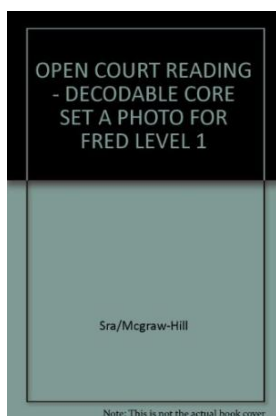 OPEN COURT READING
- DECODABLE CORE
SET A PHOTO FOR
FRED LEVEL 1
Sra/Mcgraw-Hill
Note: This is not the actual book cover